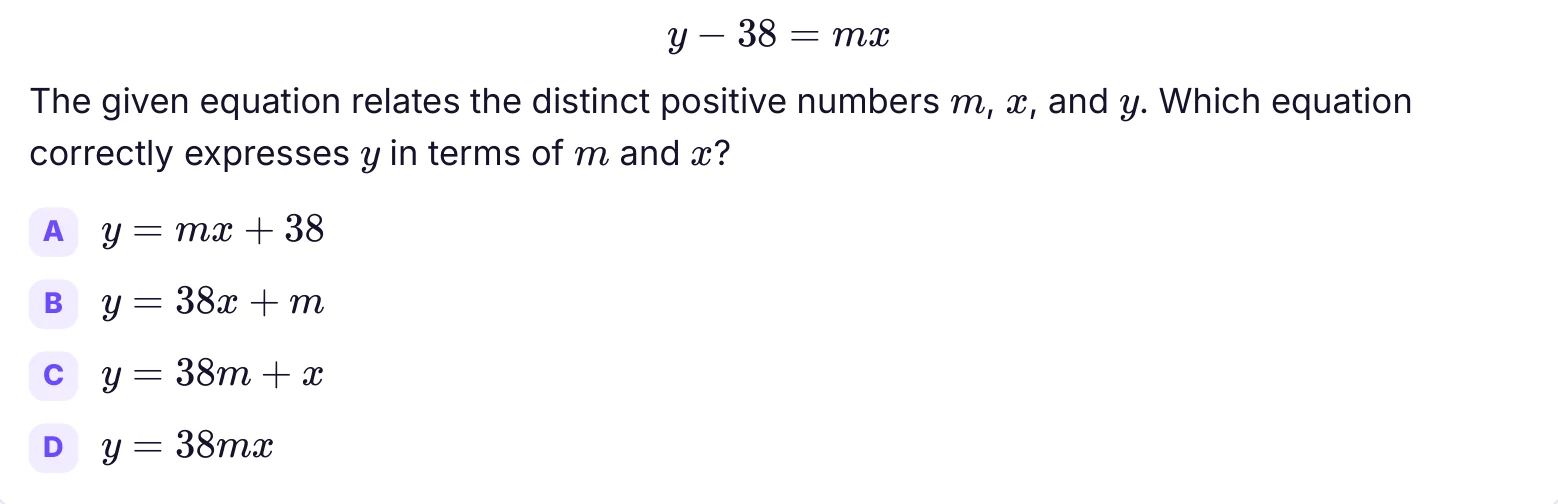 y − 38 = mx
The given equation relates the distinct positive numbers m, x, and y. Which equation
correctly expresses y in terms of m and x?
A y = mx + 38
B y = 38x + m
C y = 38m + x
D y = 38mx